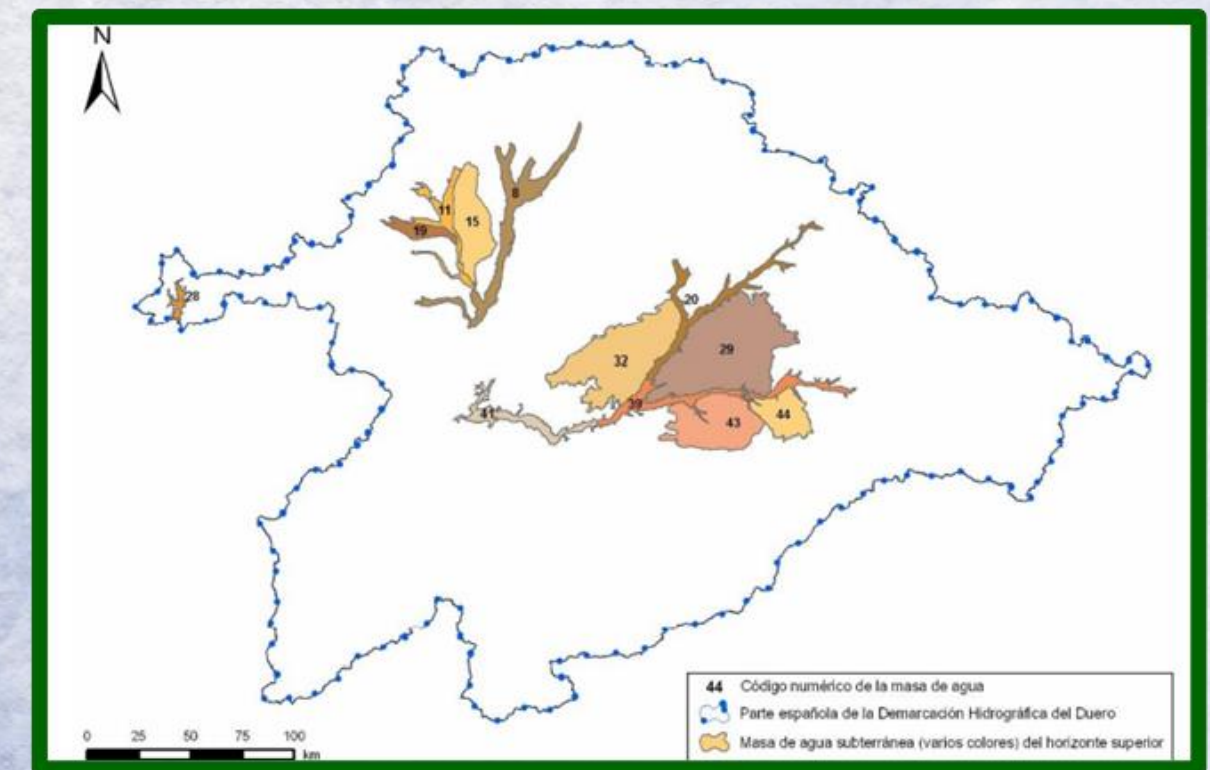 N
8
11
15
19
28
20
29
32
39
41
43
44
44 Código numérico de la masa de agua
Parte española de la Demarcación Hidrográfica del Duero
Masa de agua subterránea (varios colores) del horizonte superior
0 25 50 75 100
km